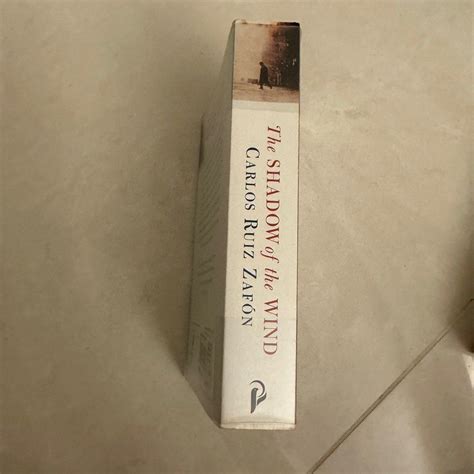 The SHADOW of the WIND
CARLOS RUIZ ZAFÓN